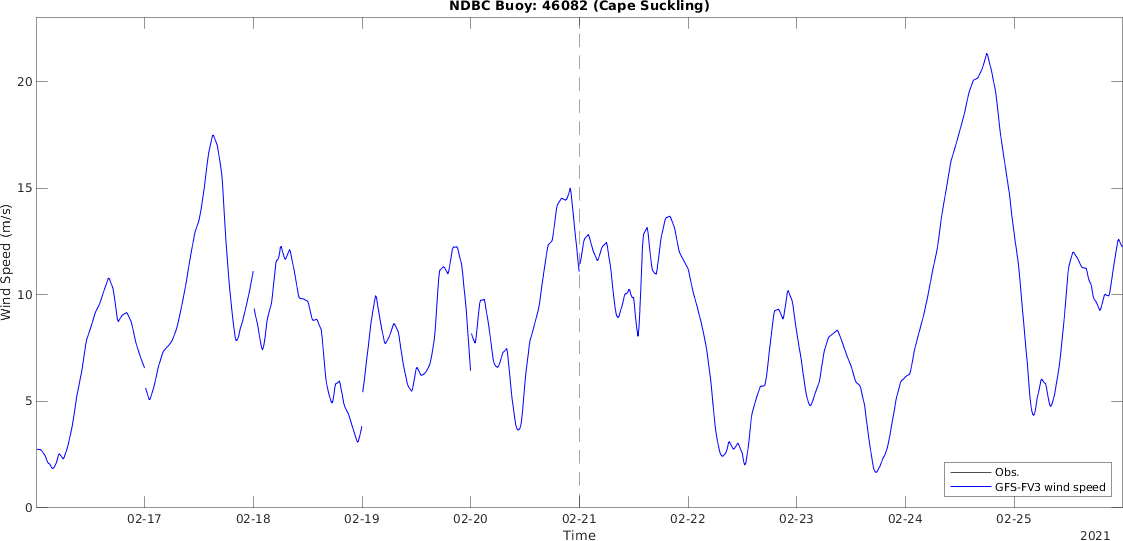 NDBC Buoy: 46082 (Cape Suckling)
Wind Speed (m/s)
20
15
10
5
0
Obs.
GFS-FV3 wind speed
02-17 02-18 02-19 02-20 02-21 02-22 02-23 02-24 02-25
Time
2021